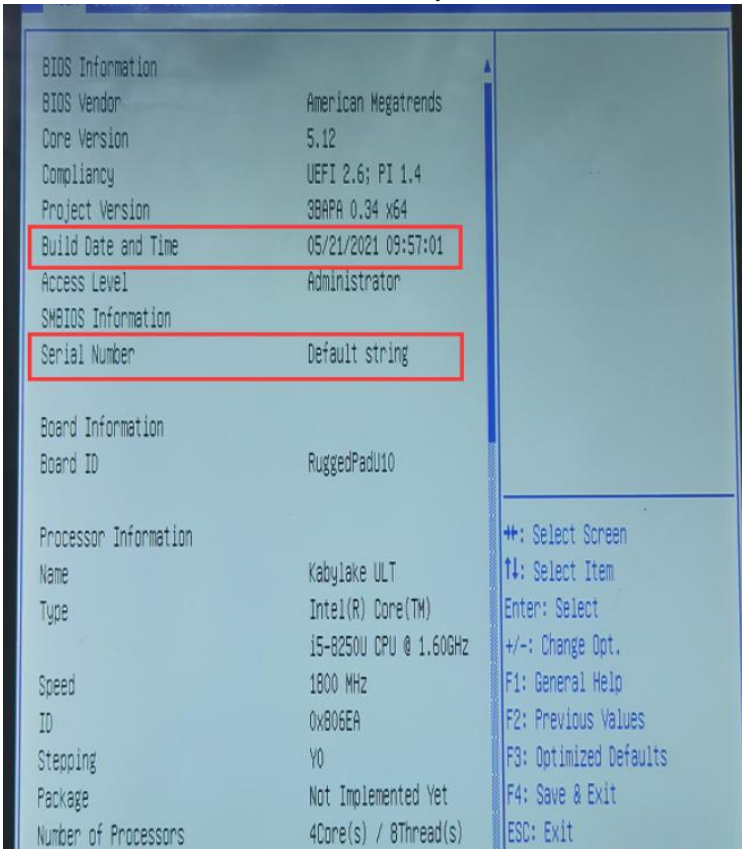 BIOS Information
BIOS Vendor American Megatrends
Core Version 5.12
Compliancy UEFI 2.6; PI 1.4
Project Version 3BAPA 0.34 x64
Build Date and Time 05/21/2021 09:57:01
Access Level Administrator
SMBIOS Information
Serial Number Default string
Board Information
Board ID RuggedPadU10
Processor Information
Name Kabylake ULT
Type Intel(R) Core(TM)
i5-8250U CPU @ 1.60GHz
Speed 1800 MHz
ID 0x806EA
Stepping Y0
Package Not Implemented Yet
Number of Processors 4Core(s) / 8Thread(s)
→←: Select Screen
↑↓: Select Item
Enter: Select
+/-: Change Opt.
F1: General Help
F2: Previous Values
F3: Optimized Defaults
F4: Save & Exit
ESC: Exit